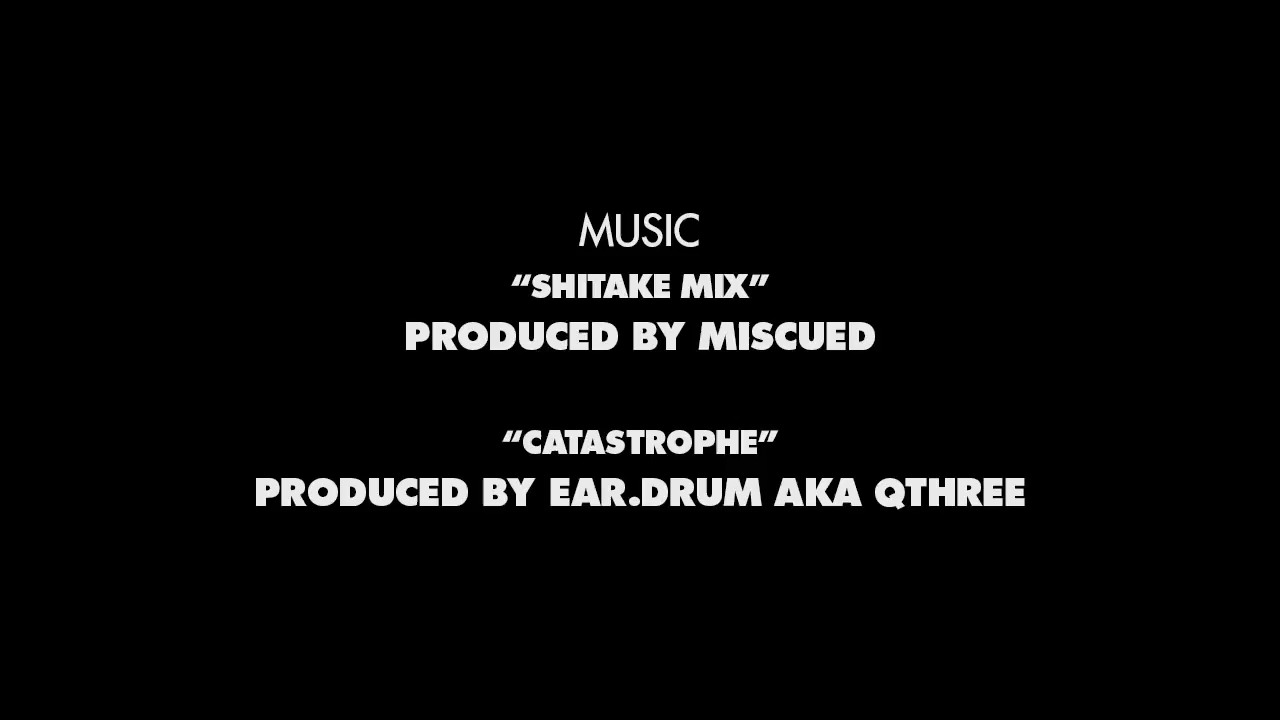 MUSIC
“SHITAKE MIX”
PRODUCED BY MISCUED
“CATASTROPHE”
PRODUCED BY EAR.DRUM AKA QTHREE